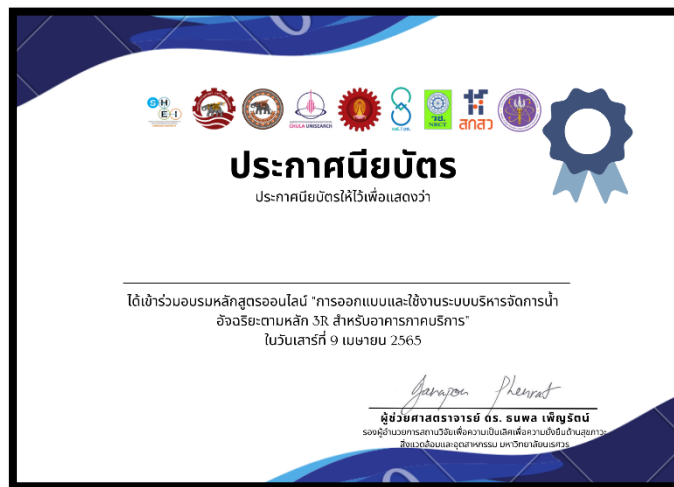 SHEI
CHULA UNISEARCH
วช.
NRCT
สกสว
ประกาศนียบัตร
ประกาศนียบัตรให้ไว้เพื่อแสดงว่า
ได้เข้าร่วมอบรมหลักสูตรออนไลน์ "การออกแบบและใช้งานระบบบริหารจัดการน้ำ
อัจฉริยะตามหลัก 3R สำหรับอาคารภาคบริการ"
ในวันเสาร์ที่ 9 เมษายน 2565
ผู้ช่วยศาสตราจารย์ ดร. ธนพล เพ็ญรัตน์
รองผู้อำนวยการสถานวิจัยเพื่อความเป็นเลิศเพื่อความยั่งยืนด้านสุขภาวะ
สิ่งแวดล้อมและอุตสาหกรรม มหาวิทยาลัยนเรศวร